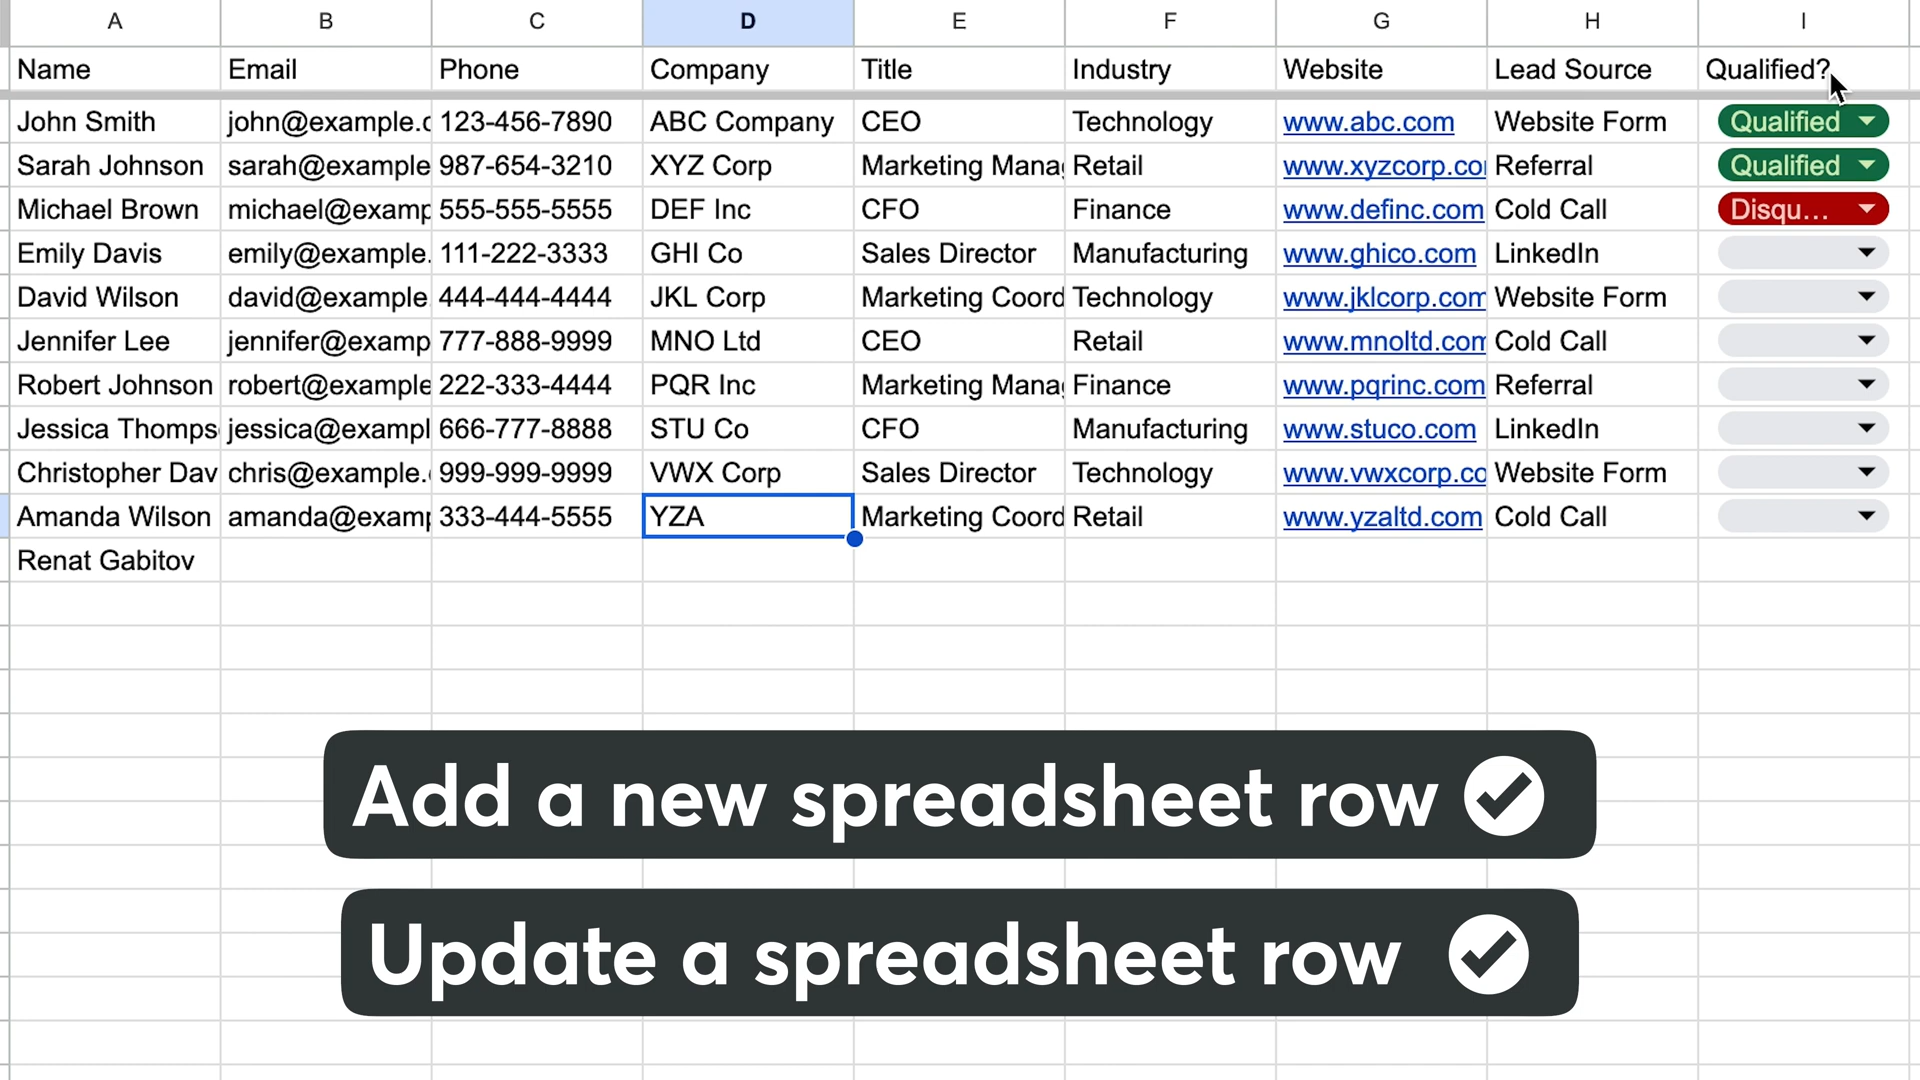 A B C D E F G H I
Name Email Phone Company Title Industry Website Lead Source Qualified?
John Smith john@example.c 123-456-7890 ABC Company CEO Technology www.abc.com Website Form Qualified
Sarah Johnson sarah@example 987-654-3210 XYZ Corp Marketing Manag Retail www.xyzcorp.co Referral Qualified
Michael Brown michael@examp 555-555-5555 DEF Inc CFO Finance www.definc.com Cold Call Disqu...
Emily Davis emily@example. 111-222-3333 GHI Co Sales Director Manufacturing www.ghico.com LinkedIn
David Wilson david@example. 444-444-4444 JKL Corp Marketing Coord Technology www.jklcorp.com Website Form
Jennifer Lee jennifer@examp 777-888-9999 MNO Ltd CEO Retail www.mnoltd.com Cold Call
Robert Johnson robert@example 222-333-4444 PQR Inc Marketing Manag Finance www.pqrinc.com Referral
Jessica Thomps jessica@exampl 666-777-8888 STU Co CFO Manufacturing www.stuco.com LinkedIn
Christopher Dav chris@example. 999-999-9999 VWX Corp Sales Director Technology www.vwxcorp.co Website Form
Amanda Wilson amanda@examp 333-444-5555 YZA Marketing Coord Retail www.yzaltd.com Cold Call
Renat Gabitov
Add a new spreadsheet row
Update a spreadsheet row